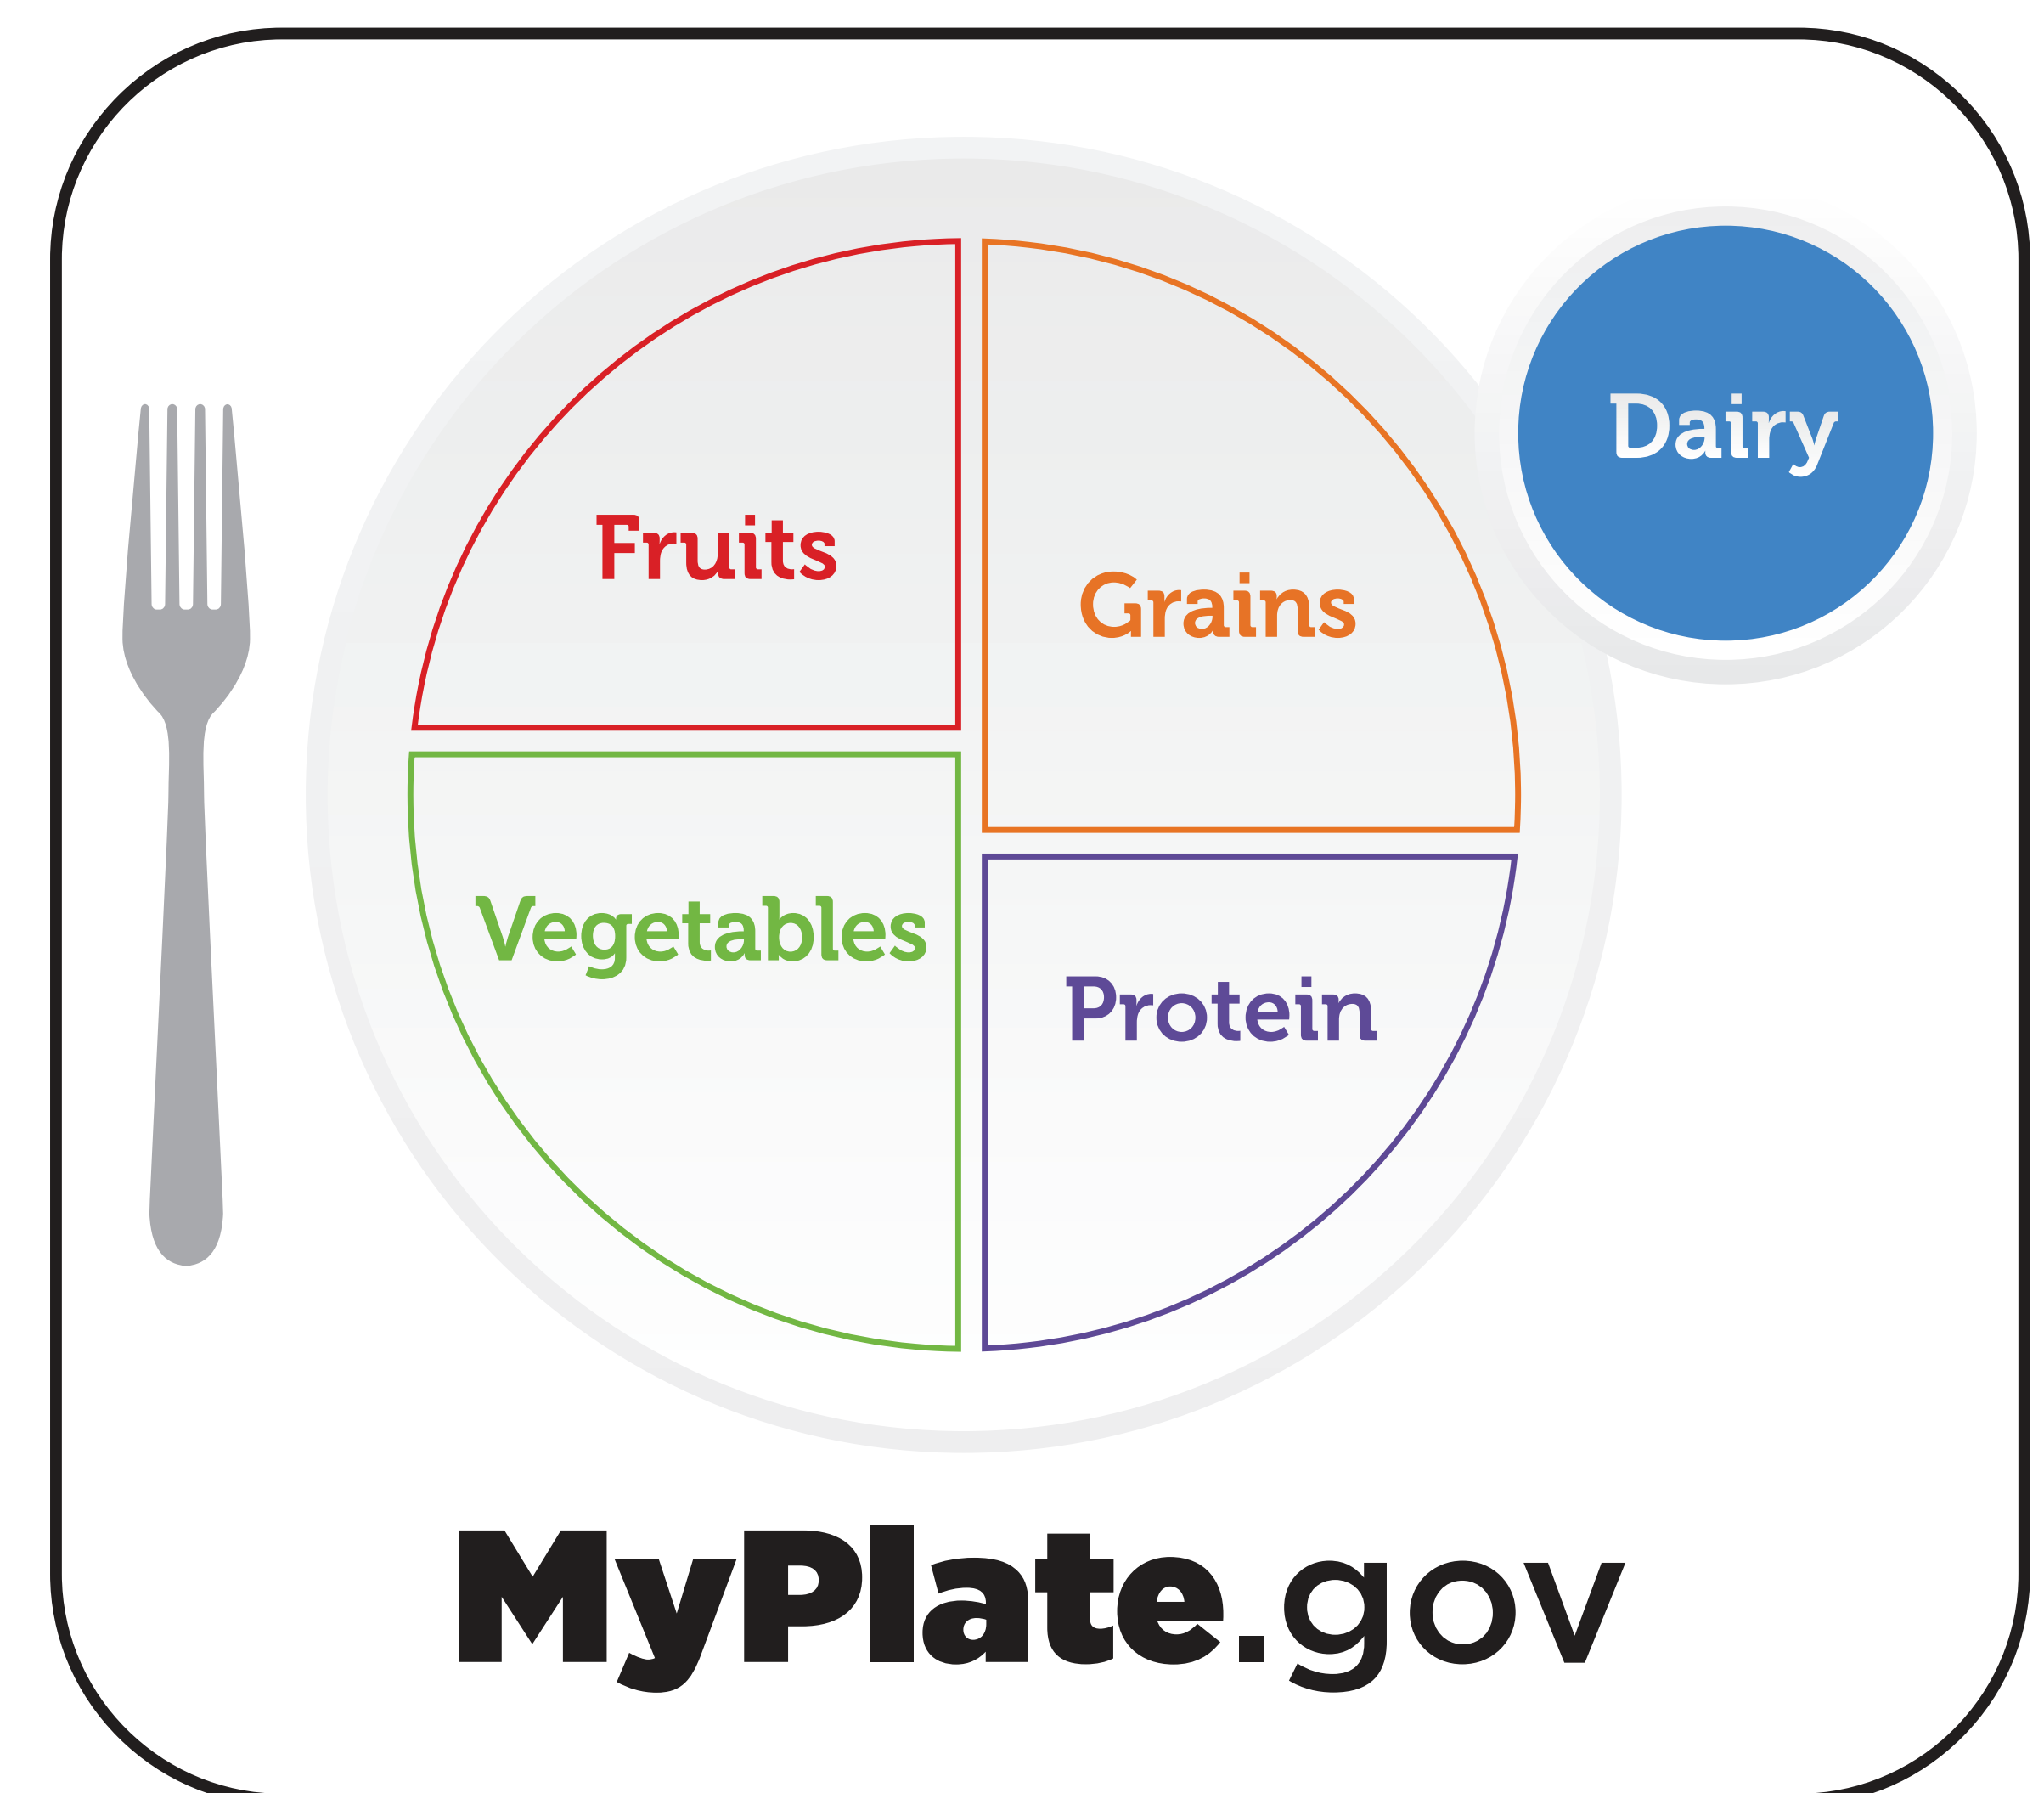 Dairy
Fruits
Grains
Vegetables
Protein
MyPlate.gov